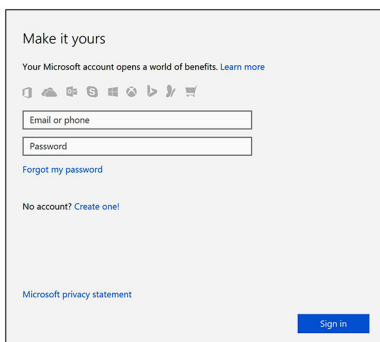 Make it yours
Your Microsoft account opens a world of benefits. Learn more
Email or phone
Password
Forgot my password
No account? Create one!
Microsoft privacy statement
Sign in